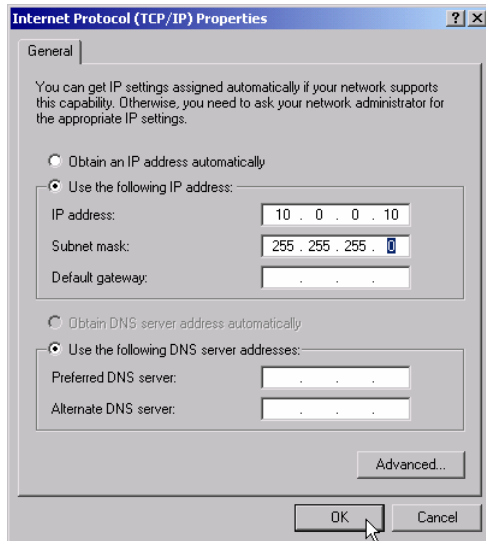 Internet Protocol (TCP/IP) Properties
General
You can get IP settings assigned automatically if your network supports
this capability. Otherwise, you need to ask your network administrator for
the appropriate IP settings.
Obtain an IP address automatically
Use the following IP address:
IP address: 10 . 0 . 0 . 10
Subnet mask: 255 . 255 . 255 . 0
Default gateway: . . .
Obtain DNS server address automatically
Use the following DNS server addresses:
Preferred DNS server: . . .
Alternate DNS server: . . .
Advanced...
OK Cancel